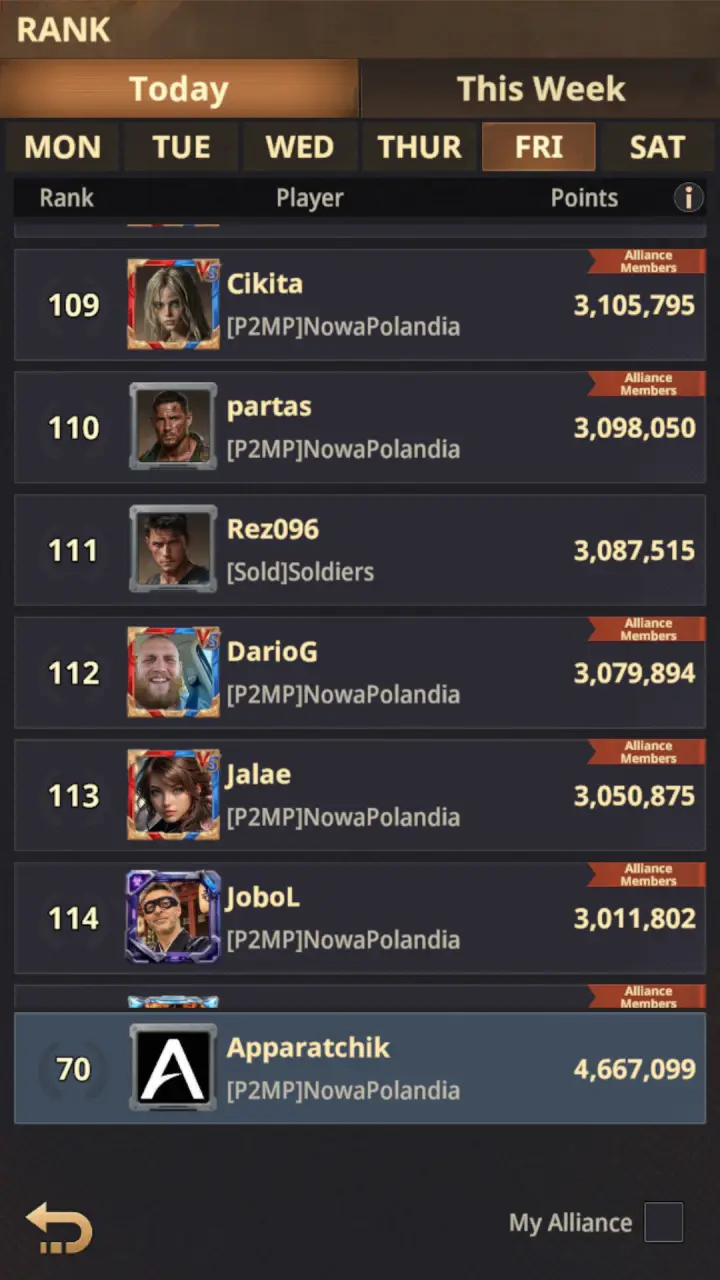 RANK
Today
This Week
MON
TUE
WED
THUR
FRI
SAT
Rank
Player
Points
i
Alliance
Members
109
VS
Cikita
[P2MP]NowaPolandia
3,105,795
Alliance
Members
110
partas
[P2MP]NowaPolandia
3,098,050
111
Rez096
[Sold]Soldiers
3,087,515
Alliance
Members
112
VS
DarioG
[P2MP]NowaPolandia
3,079,894
Alliance
Members
113
VS
Jalae
[P2MP]NowaPolandia
3,050,875
Alliance
Members
114
JoboL
[P2MP]NowaPolandia
3,011,802
Alliance
Members
70
A
Apparatchik
[P2MP]NowaPolandia
4,667,099
My Alliance